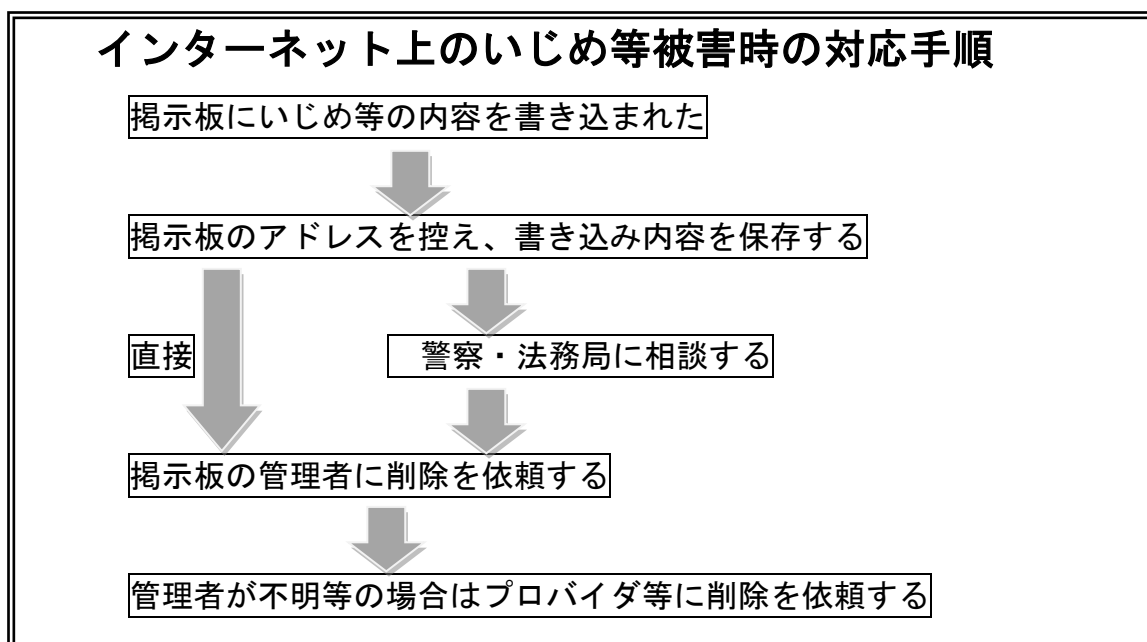 インターネット上のいじめ等被害時の対応手順
掲示板にいじめ等の内容を書き込まれた
掲示板のアドレスを控え、書き込み内容を保存する
直接
警察・法務局に相談する
掲示板の管理者に削除を依頼する
管理者が不明等の場合はプロバイダ等に削除を依頼する